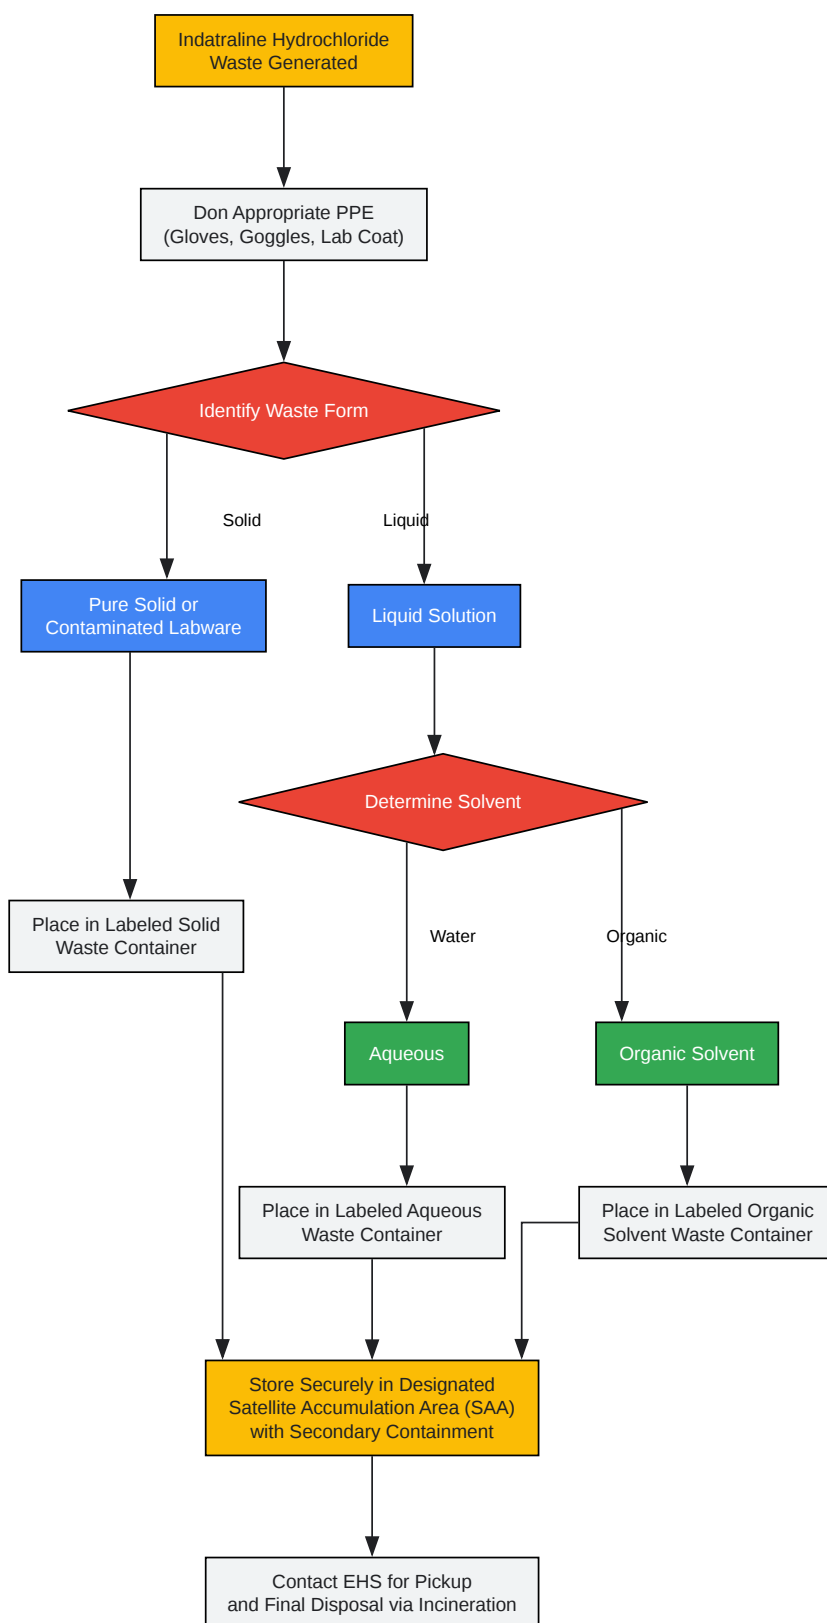 Indatraline Hydrochloride
Waste Generated
Don Appropriate PPE
(Gloves, Goggles, Lab Coat)
Identify Waste Form
Solid
Liquid
Pure Solid or
Contaminated Labware
Liquid Solution
Determine Solvent
Place in Labeled Solid
Waste Container
Water
Organic
Aqueous
Organic Solvent
Place in Labeled Aqueous
Waste Container
Place in Labeled Organic
Solvent Waste Container
Store Securely in Designated
Satellite Accumulation Area (SAA)
with Secondary Containment
Contact EHS for Pickup
and Final Disposal via Incineration